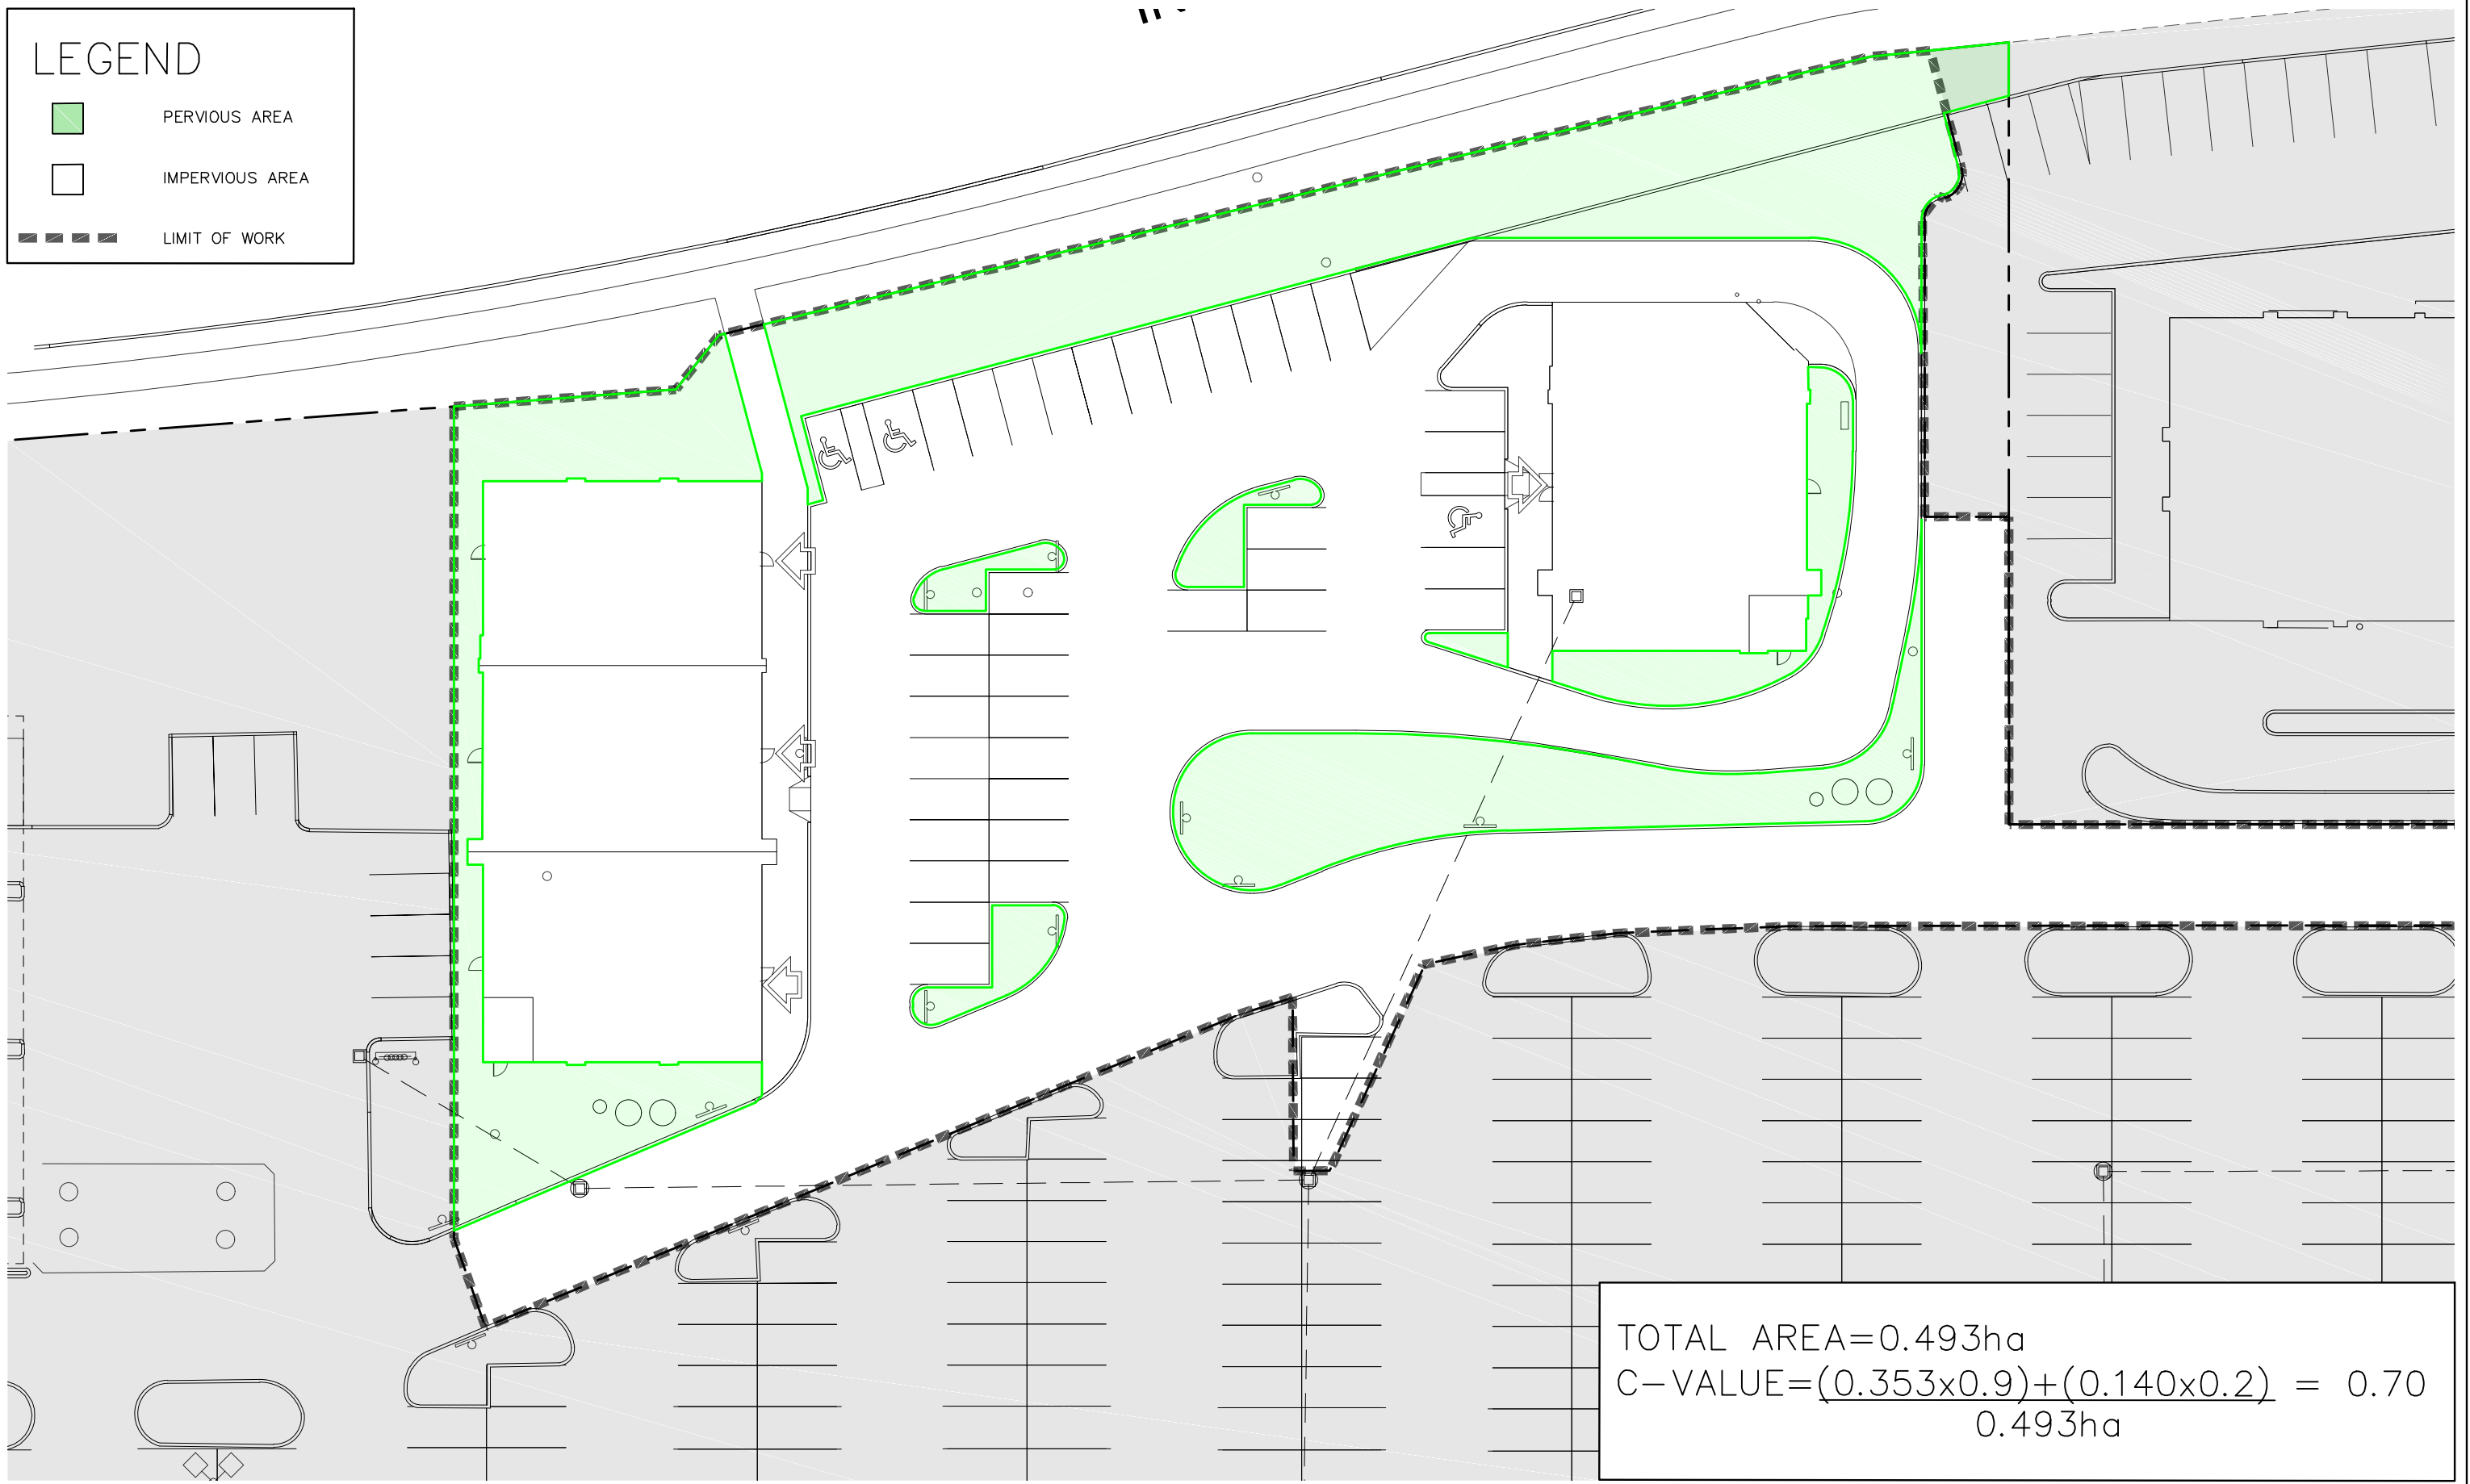 LEGEND
PERVIOUS AREA
IMPERVIOUS AREA
LIMIT OF WORK
TOTAL AREA=0.493ha
C-VALUE=(0.353x0.9)+(0.140x0.2) = 0.70
0.493ha